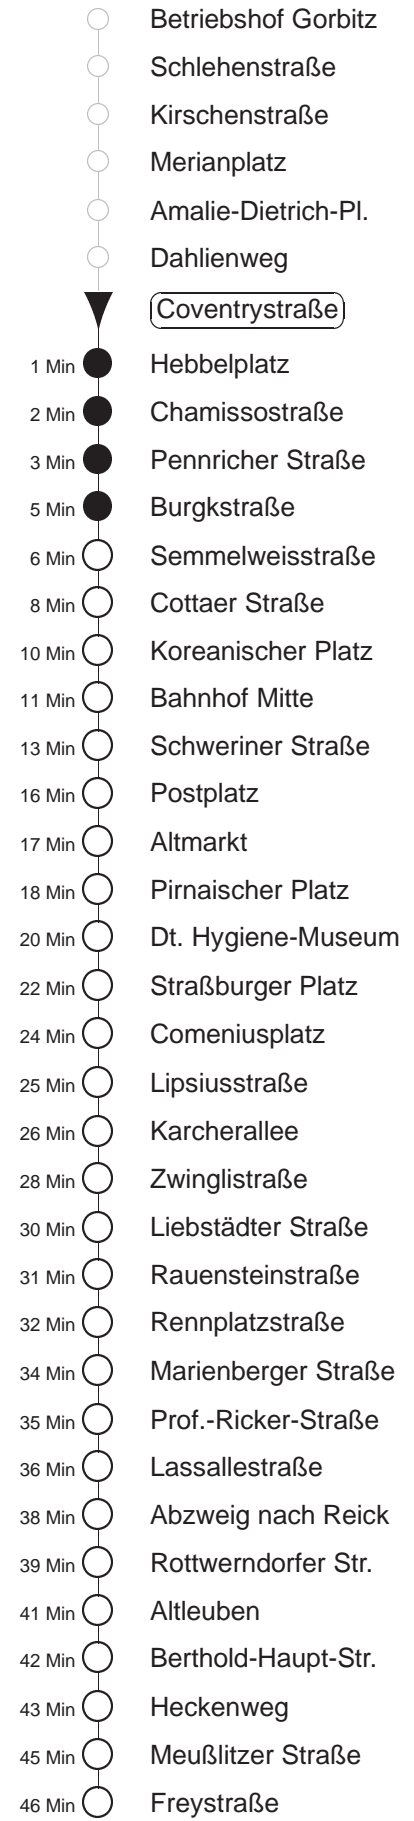 Betriebshof Gorbitz
Schlehenstraße
Kirschenstraße
Merianplatz
Amalie-Dietrich-Pl.
Dahlienweg
Coventrystraße
1 Min Hebbelplatz
2 Min Chamissostraße
3 Min Pennricher Straße
5 Min Burgkstraße
6 Min Semmelweisstraße
8 Min Cottaer Straße
10 Min Koreanischer Platz
11 Min Bahnhof Mitte
13 Min Schweriner Straße
16 Min Postplatz
17 Min Altmarkt
18 Min Pirnaischer Platz
20 Min Dt. Hygiene-Museum
22 Min Straßburger Platz
24 Min Comeniusplatz
25 Min Lipsiusstraße
26 Min Karcherallee
28 Min Zwinglistraße
30 Min Liebstädter Straße
31 Min Rauensteinstraße
32 Min Rennplatzstraße
34 Min Marienberger Straße
35 Min Prof.-Ricker-Straße
36 Min Lassallestraße
38 Min Abzweig nach Reick
39 Min Rottwerndorfer Str.
41 Min Altleuben
42 Min Berthold-Haupt-Str.
43 Min Heckenweg
45 Min Meußlitzer Straße
46 Min Freystraße